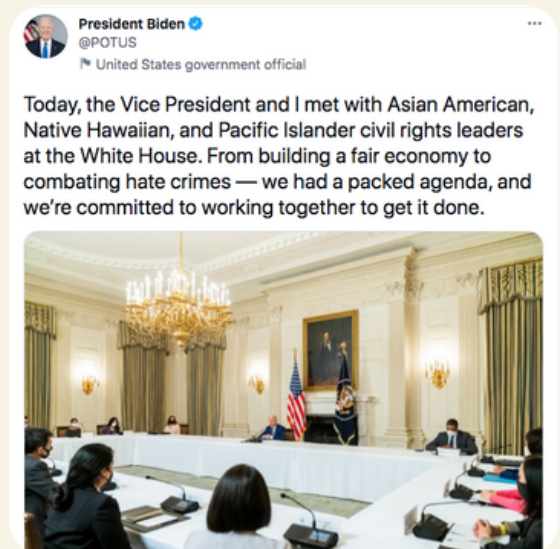 President Biden
@POTUS
United States government official
Today, the Vice President and I met with Asian American,
Native Hawaiian, and Pacific Islander civil rights leaders
at the White House. From building a fair economy to
combating hate crimes — we had a packed agenda, and
we're committed to working together to get it done.